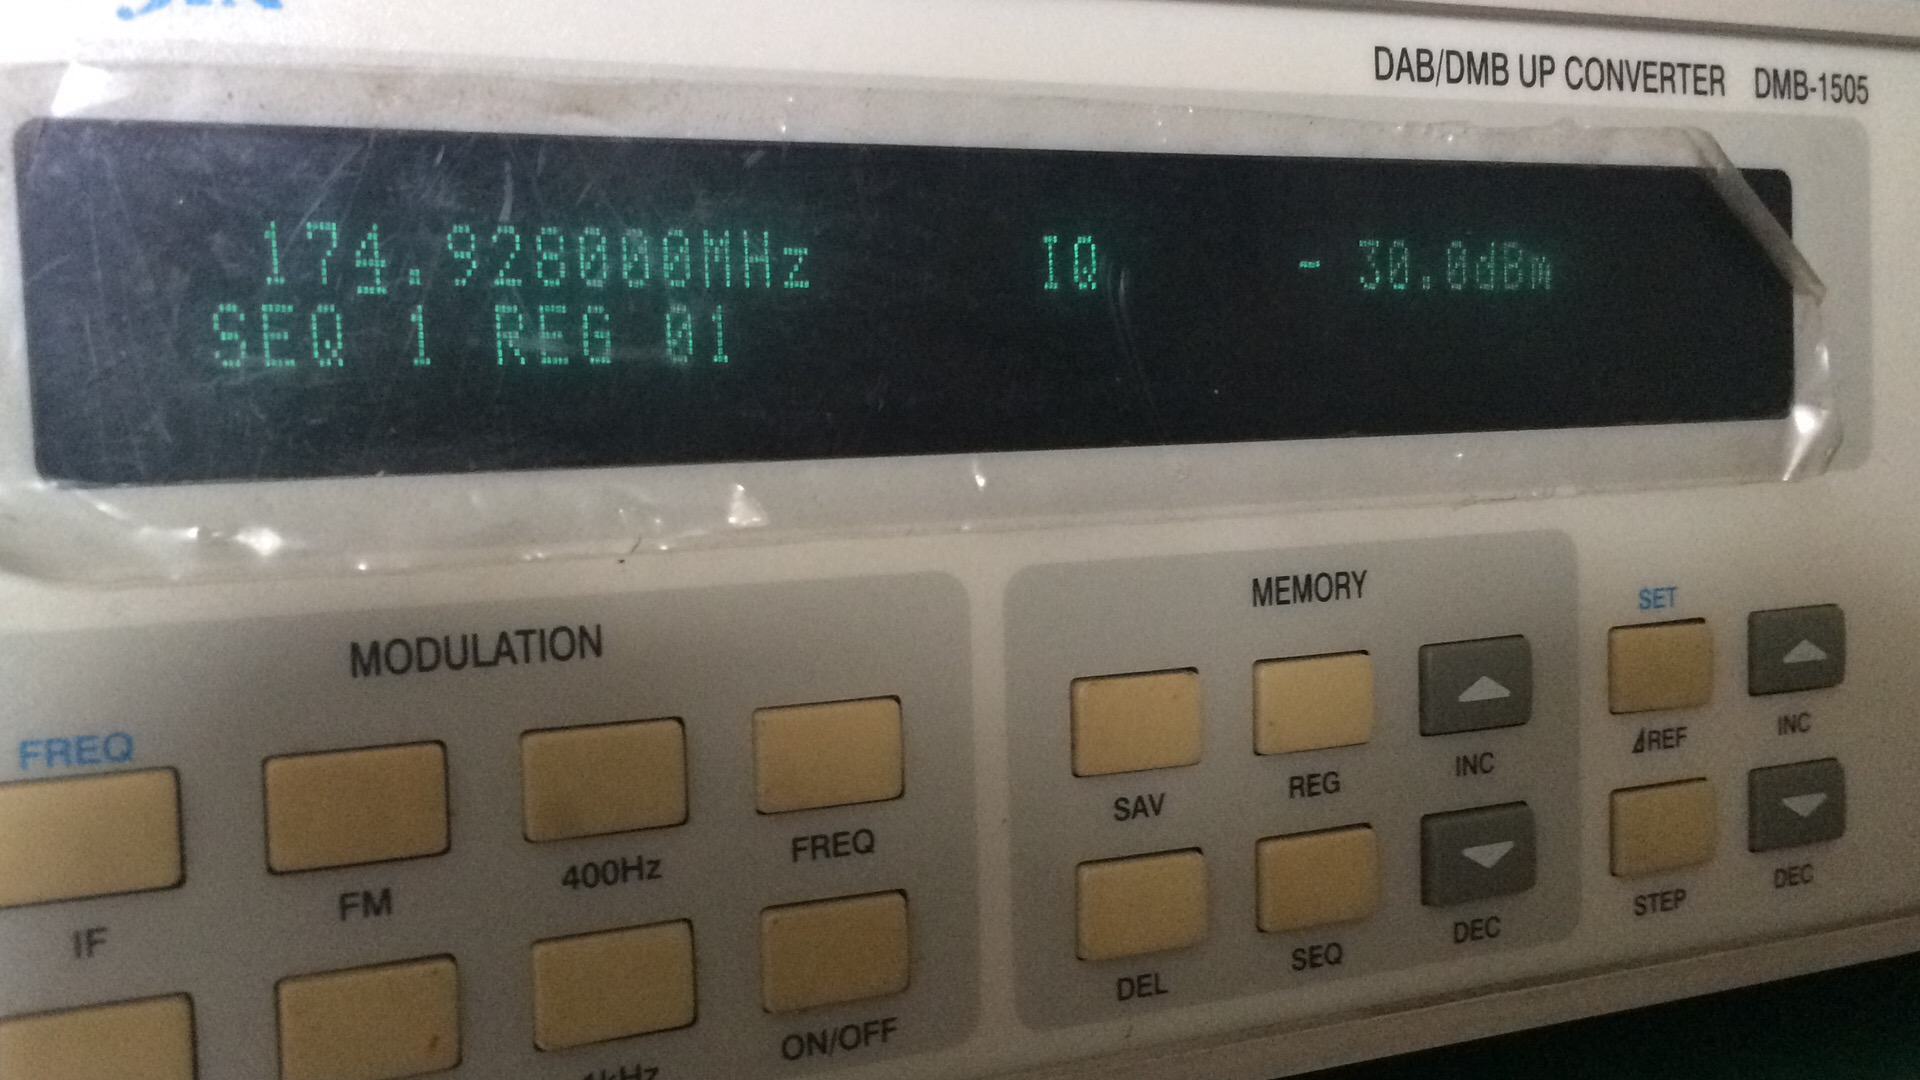 DAB/DMB UP CONVERTER DMB-1505
174.928000MHz IQ - 30.0dBm
SEQ 1 REG 01
MODULATION
MEMORY
SET
FREQ
IF
FM
400Hz
FREQ
ON/OFF
SAV
REG
INC
DEL
SEQ
DEC
⊿REF
INC
STEP
DEC